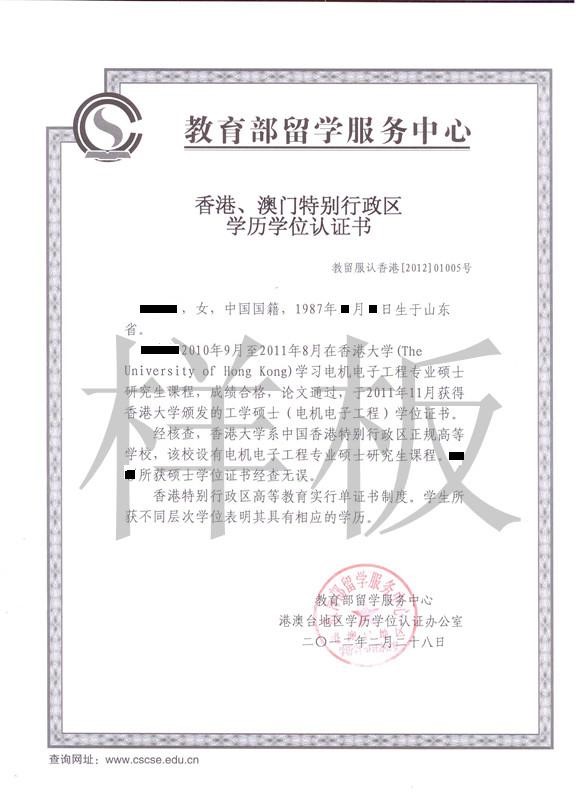 教育部留学服务中心
香港、澳门特别行政区
学历学位认证书
教留服认香港[2012]01005号
，女，中国国籍，1987年 月 日生于山东
省。
2010年9月至2011年8月在香港大学(The
University of Hong Kong)学习电机电子工程专业硕士
研究生课程，成绩合格，论文通过，于2011年11月获得
香港大学颁发的工学硕士（电机电子工程）学位证书。
经核查，香港大学系中国香港特别行政区正规高等
学校，该校设有电机电子工程专业硕士研究生课程。
所获硕士学位证书经查无误。
香港特别行政区高等教育实行单证书制度，学生所
获不同层次学位表明其具有相应的学历。
样板
教育部留学服务中心
港澳台地区学历学位认证办公室
二〇一二年二月二十八日
查询网址：www.cscse.edu.cn